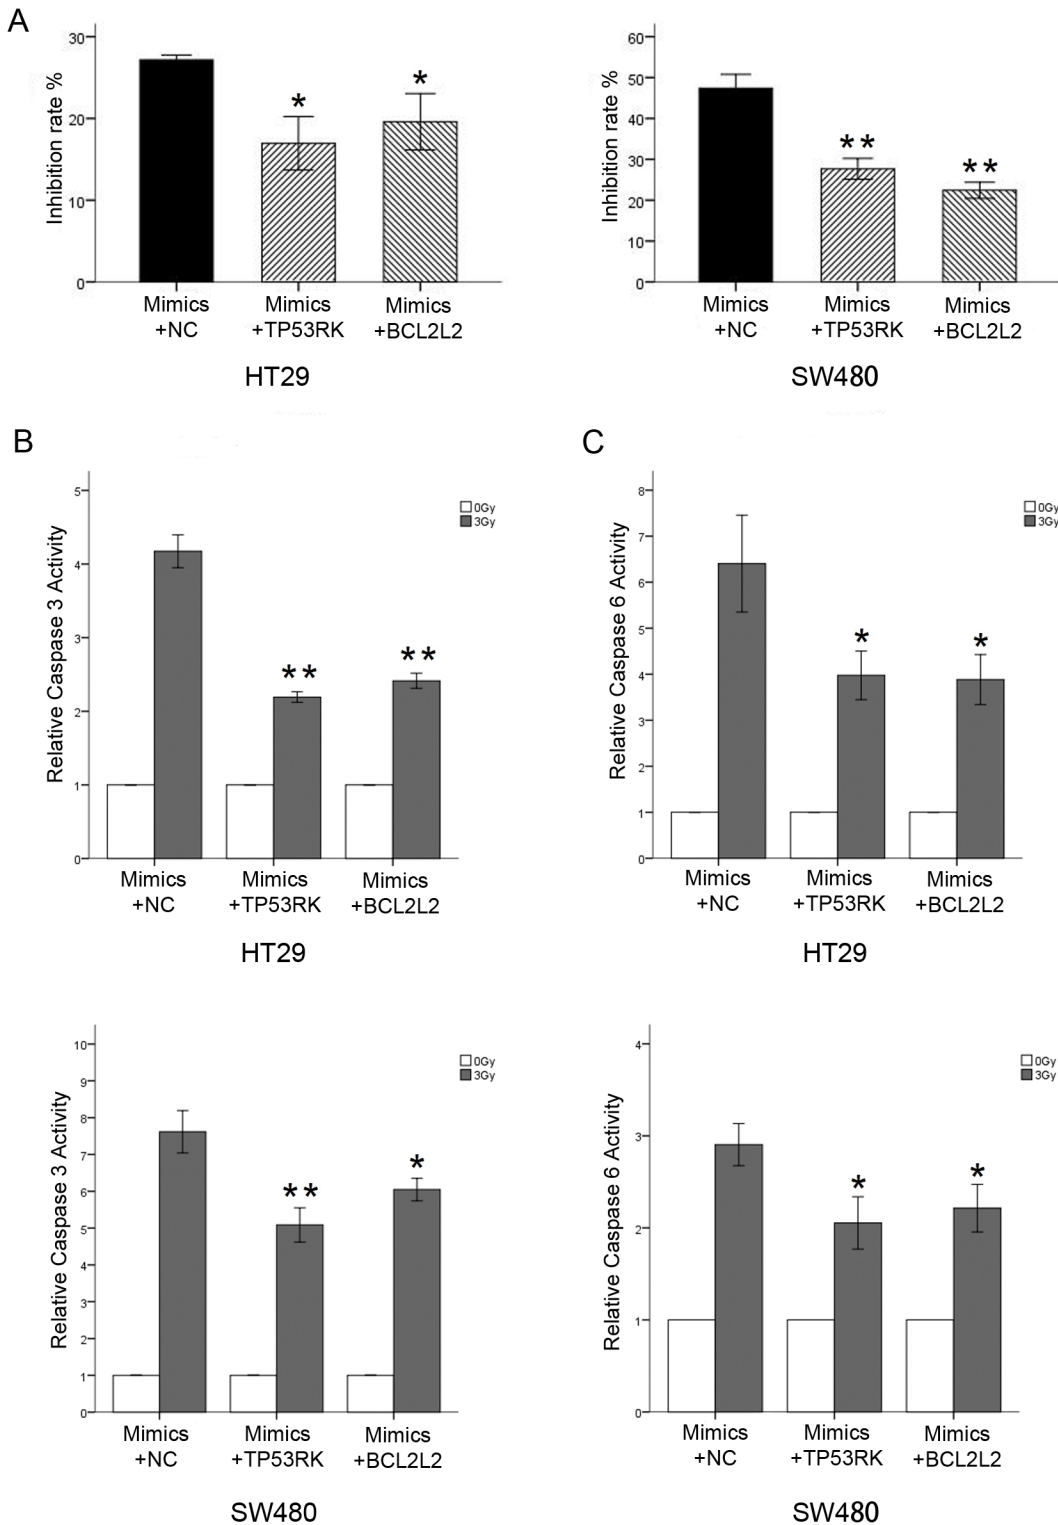 A
Inhibition rate %
30
20
10
0
*
*
Mimics +NC
Mimics +TP53RK
Mimics +BCL2L2
HT29
Inhibition rate %
60
50
40
30
20
10
0
**
**
Mimics +NC
Mimics +TP53RK
Mimics +BCL2L2
SW480
B
Relative Caspase 3 Activity
5
4
3
2
1
0
0Gy
3Gy
**
**
Mimics +NC
Mimics +TP53RK
Mimics +BCL2L2
HT29
C
Relative Caspase 6 Activity
8
7
6
5
4
3
2
1
0
0Gy
3Gy
*
*
Mimics +NC
Mimics +TP53RK
Mimics +BCL2L2
HT29
Relative Caspase 3 Activity
10
9
8
7
6
5
4
3
2
1
0
0Gy
3Gy
**
*
Mimics +NC
Mimics +TP53RK
Mimics +BCL2L2
SW480
Relative Caspase 6 Activity
4
3
2
1
0
0Gy
3Gy
*
*
Mimics +NC
Mimics +TP53RK
Mimics +BCL2L2
SW480